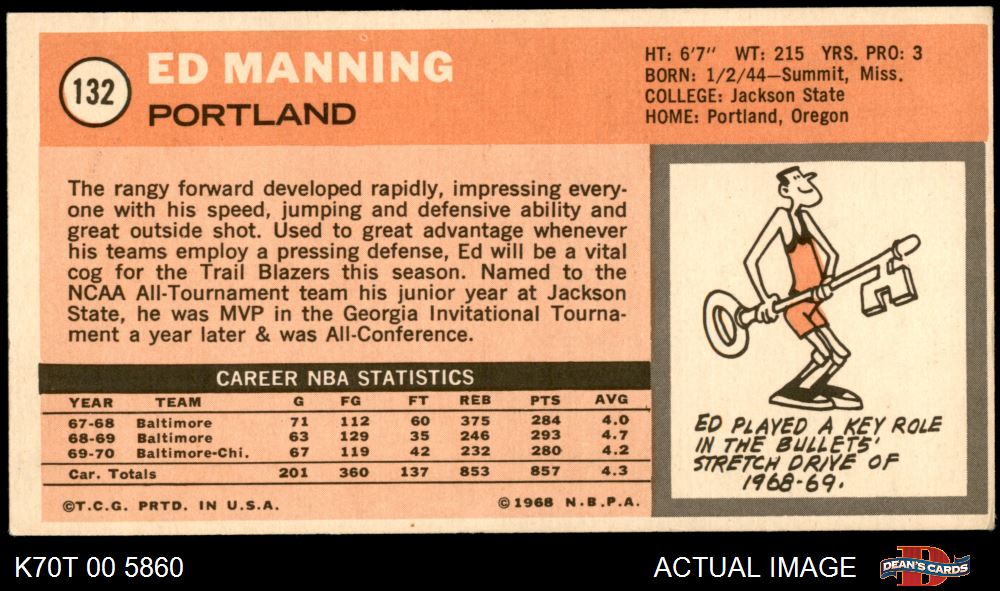 132
ED MANNING
PORTLAND
HT: 6'7" WT: 215 YRS. PRO: 3
BORN: 1/2/44—Summit, Miss.
COLLEGE: Jackson State
HOME: Portland, Oregon
The rangy forward developed rapidly, impressing every-
one with his speed, jumping and defensive ability and
great outside shot. Used to great advantage whenever
his teams employ a pressing defense, Ed will be a vital
cog for the Trail Blazers this season. Named to the
NCAA All-Tournament team his junior year at Jackson
State, he was MVP in the Georgia Invitational Tourna-
ment a year later & was All-Conference.
CAREER NBA STATISTICS
YEAR TEAM G FG FT REB PTS AVG
67-68 Baltimore 71 112 60 375 284 4.0
68-69 Baltimore 63 129 35 246 293 4.7
69-70 Baltimore-Chi. 67 119 42 232 280 4.2
Car. Totals 201 360 137 853 857 4.3
©T.C.G. PRTD. IN U.S.A. ©1968 N.B.P.A.
ED PLAYED A KEY ROLE
IN THE BULLETS'
STRETCH DRIVE OF
1968-69.
K70T 00 5860
ACTUAL IMAGE
D
DEAN'S CARDS